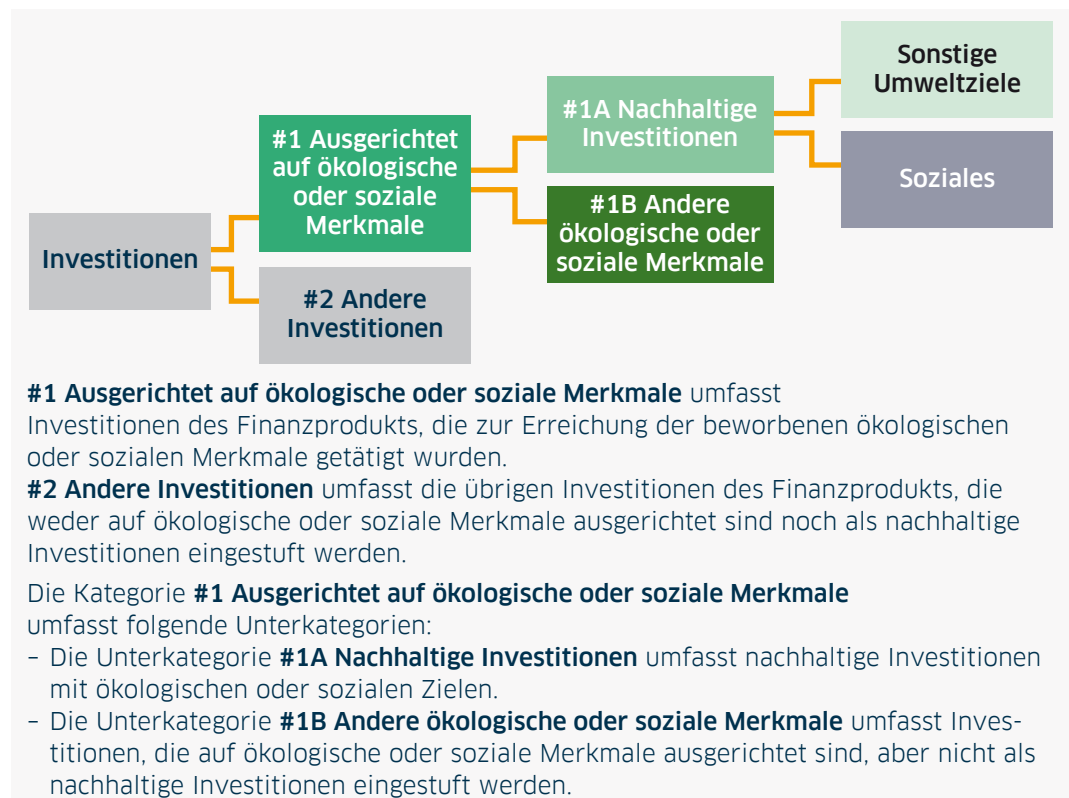 Sonstige
Umweltziele
#1A Nachhaltige
Investitionen
#1 Ausgerichtet
auf ökologische
oder soziale
Merkmale
Soziales
#1B Andere
ökologische oder
soziale Merkmale
Investitionen
#2 Andere
Investitionen
#1 Ausgerichtet auf ökologische oder soziale Merkmale umfasst
Investitionen des Finanzprodukts, die zur Erreichung der beworbenen ökologischen
oder sozialen Merkmale getätigt wurden.
#2 Andere Investitionen umfasst die übrigen Investitionen des Finanzprodukts, die
weder auf ökologische oder soziale Merkmale ausgerichtet sind noch als nachhaltige
Investitionen eingestuft werden.
Die Kategorie #1 Ausgerichtet auf ökologische oder soziale Merkmale
umfasst folgende Unterkategorien:
– Die Unterkategorie #1A Nachhaltige Investitionen umfasst nachhaltige Investitionen
mit ökologischen oder sozialen Zielen.
– Die Unterkategorie #1B Andere ökologische oder soziale Merkmale umfasst Inves-
titionen, die auf ökologische oder soziale Merkmale ausgerichtet sind, aber nicht als
nachhaltige Investitionen eingestuft werden.